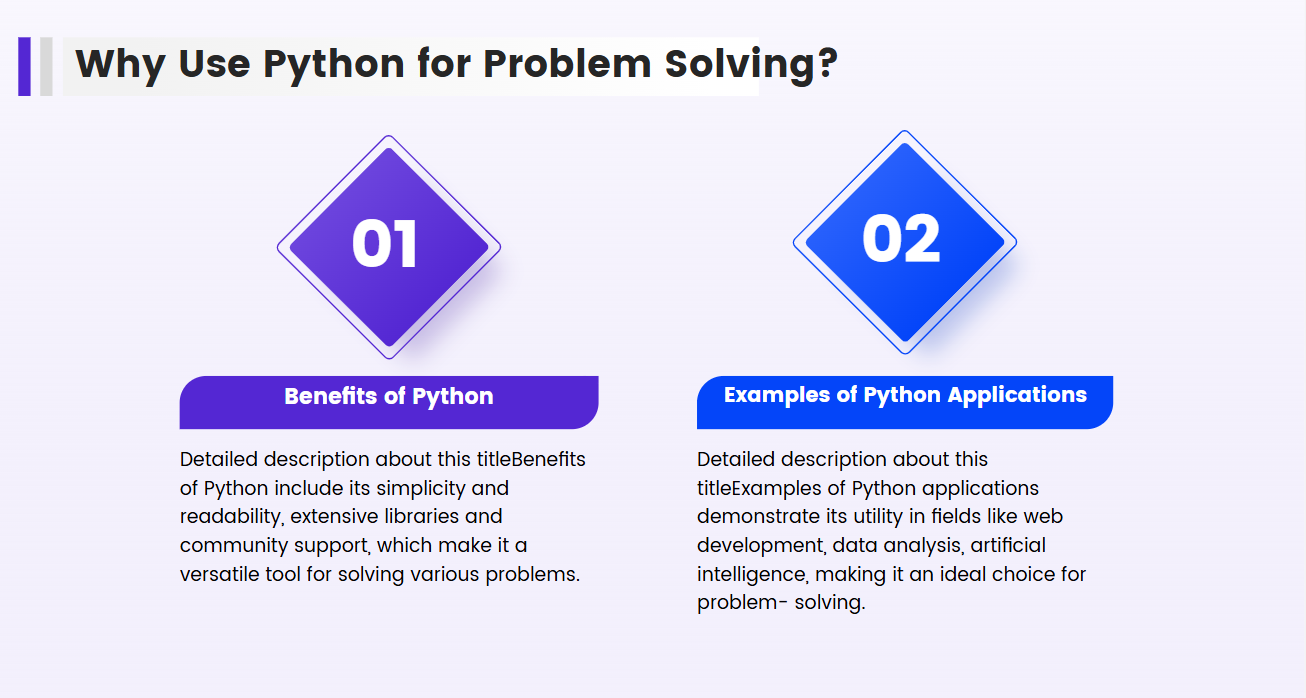 Why Use Python for Problem Solving?
01
02
Benefits of Python
Examples of Python Applications
Detailed description about this titleBenefits
of Python include its simplicity and
readability, extensive libraries and
community support, which make it a
versatile tool for solving various problems.
Detailed description about this
titleExamples of Python applications
demonstrate its utility in fields like web
development, data analysis, artificial
intelligence, making it an ideal choice for
problem- solving.